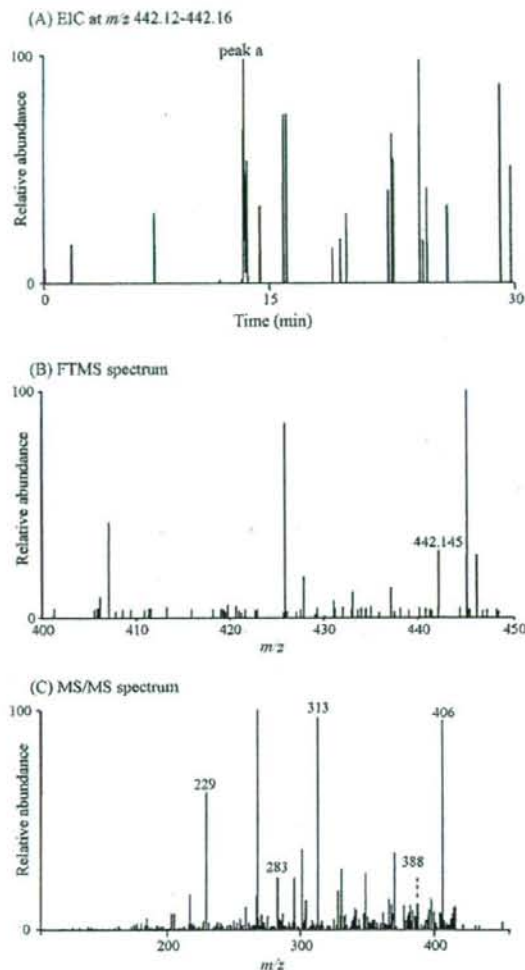 (A) EIC at m/z 442.12-442.16
peak a
100
Relative abundance
0
0
15
30
Time (min)
(B) FTMS spectrum
100
Relative abundance
442.145
0
400
410
420
430
440
450
m/z
(C) MS/MS spectrum
100
313
406
229
Relative abundance
283
388
0
200
300
400
m/z